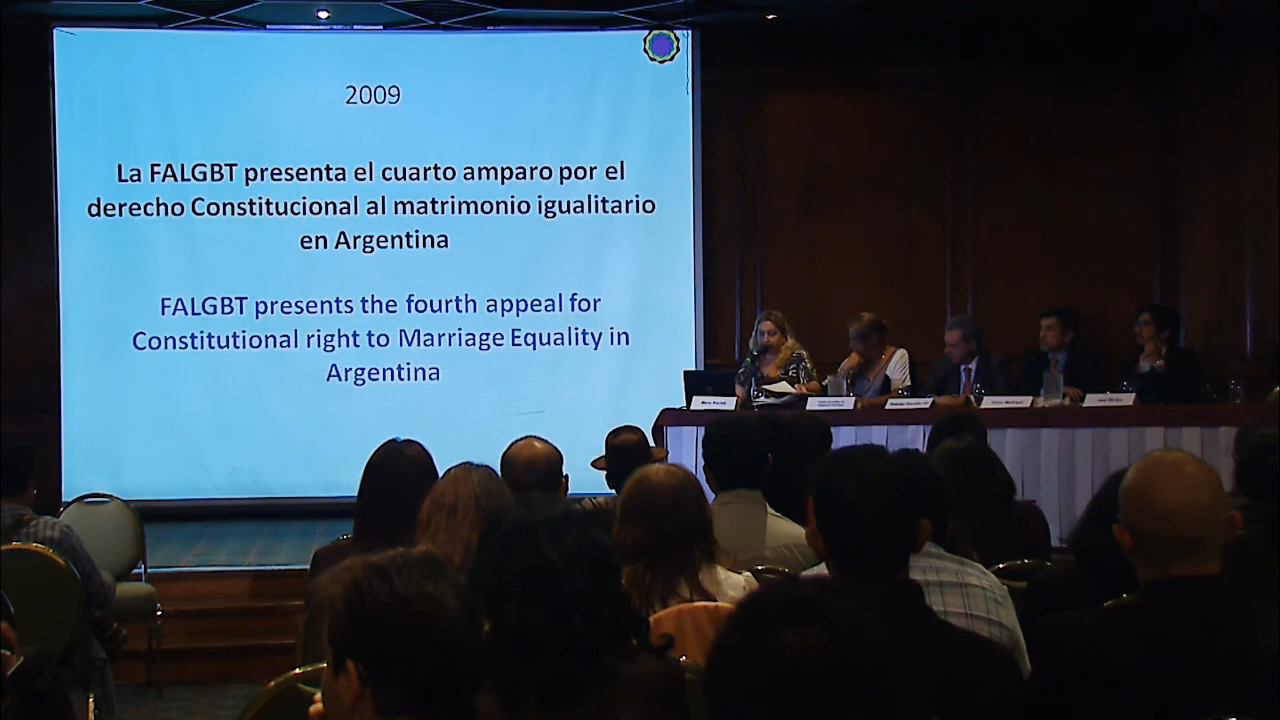 2009
La FALGBT presenta el cuarto amparo por el
derecho Constitucional al matrimonio igualitario
en Argentina
FALGBT presents the fourth appeal for
Constitutional right to Marriage Equality in
Argentina